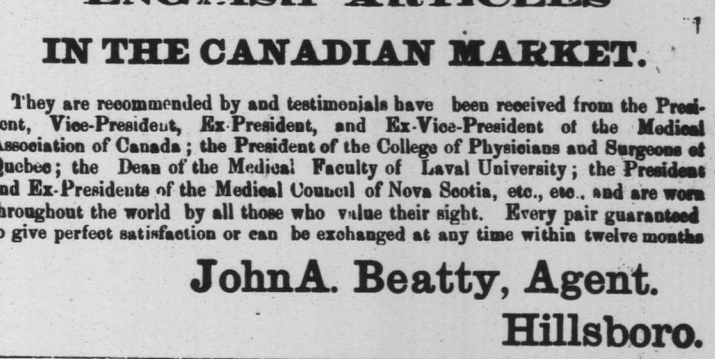 ENGLISH ARTICLES
IN THE CANADIAN MARKET.
They are recommended by and testimonials have been received from the Presi-
ent, Vice-President, Ex-President, and Ex-Vice-President of the Medical
Association of Canada; the President of the College of Physicians and Surgeons of
Quebec; the Dean of the Medical Faculty of Laval University; the President
nd Ex-Presidents of the Medical Council of Nova Scotia, etc., etc.. and are worn
hroughout the world by all those who value their sight. Every pair guaranteed
o give perfect satisfaction or can be exchanged at any time within twelve months
John A. Beatty, Agent.
Hillsboro.